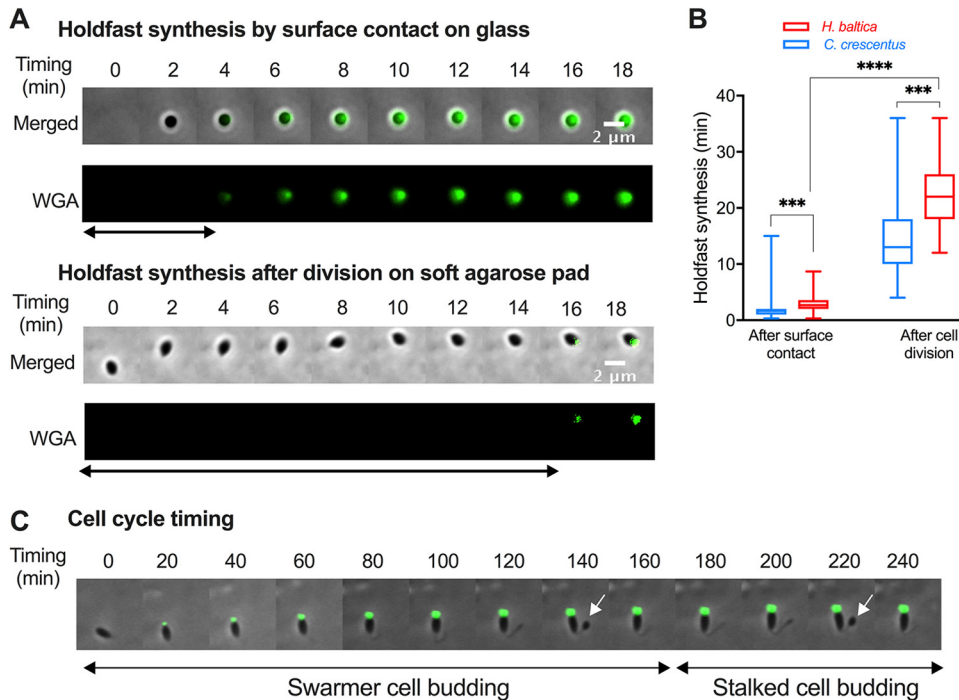 A
Holdfast synthesis by surface contact on glass
Timing
(min)
0 2 4 6 8 10 12 14 16 18
Merged
2 μm
WGA
Holdfast synthesis after division on soft agarose pad
Timing
(min)
0 2 4 6 8 10 12 14 16 18
Merged
2 μm
WGA
B
H. baltica
C. crescentus
****
***
***
Holdfast synthesis (min)
40
30
20
10
0
After surface
contact
After cell
division
C
Cell cycle timing
Timing
(min)
0 20 40 60 80 100 120 140 160 180 200 220 240
Swarmer cell budding
Stalked cell budding